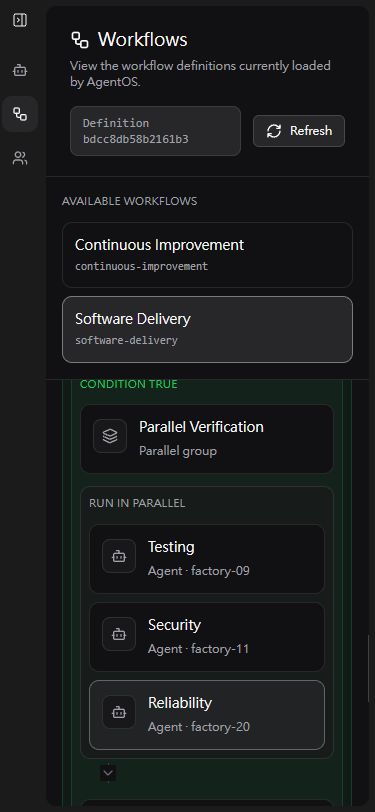 Workflows
View the workflow definitions currently loaded
by AgentOS.
Definition
bdcc8db58b2161b3
Refresh
AVAILABLE WORKFLOWS
Continuous Improvement
continuous-improvement
Software Delivery
software-delivery
CONDITION TRUE
Parallel Verification
Parallel group
RUN IN PARALLEL
Testing
Agent · factory-09
Security
Agent · factory-11
Reliability
Agent · factory-20